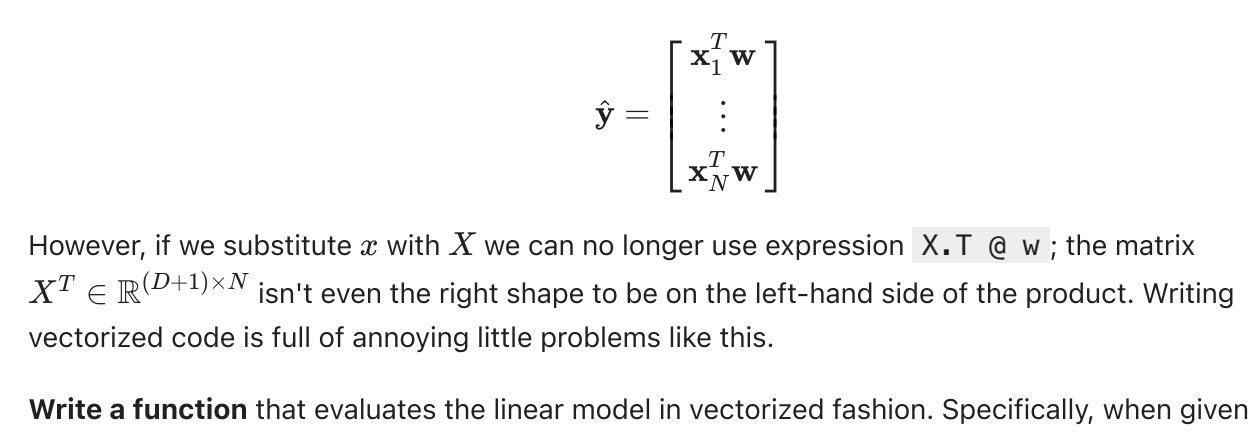 ŷ = [ x₁ᵀw
⋮
x_Nᵀw ]
However, if we substitute x with X we can no longer use expression X.T @ w ; the matrix
Xᵀ ∈ ℝ^{(D+1)×N} isn't even the right shape to be on the left-hand side of the product. Writing
vectorized code is full of annoying little problems like this.
Write a function that evaluates the linear model in vectorized fashion. Specifically, when given